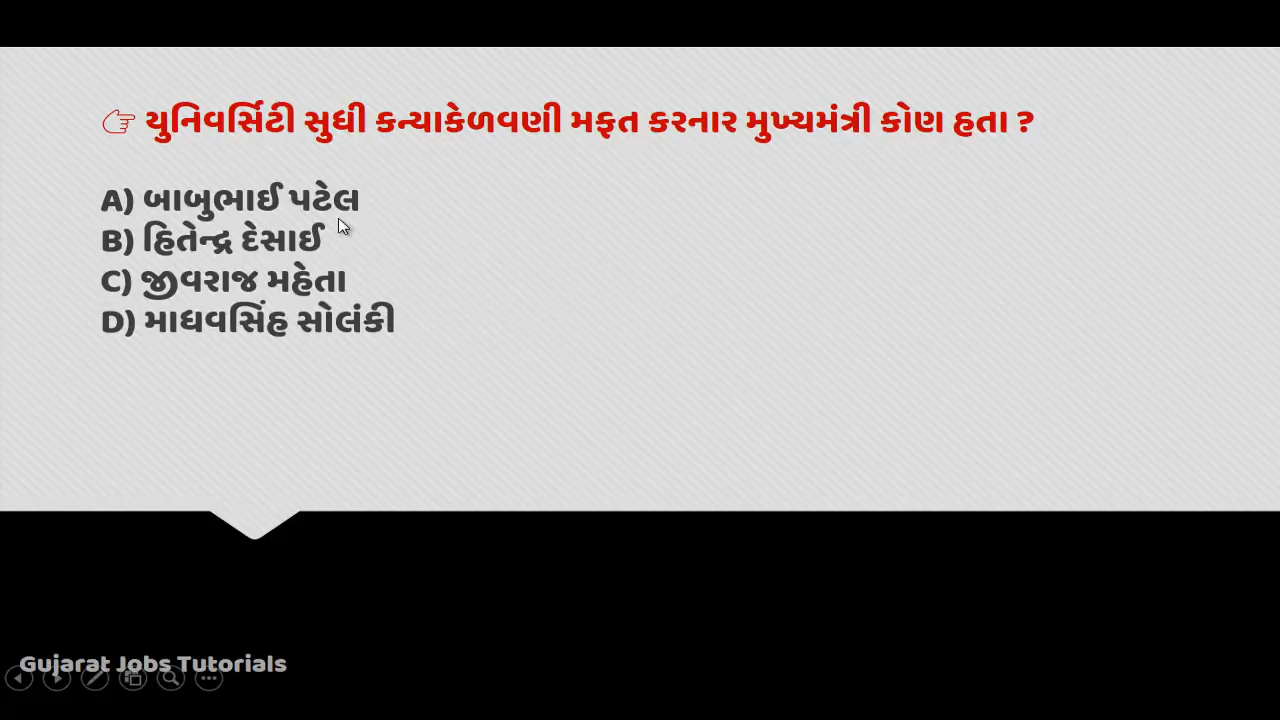 ☞ યુનિવર્સિટી સુધી કન્યાકેળવણી મફત કરનાર મુખ્યમંત્રી કોણ હતા ?
A) બાબુભાઈ પટેલ
B) હિતેન્દ્ર દેસાઈ
C) જીવરાજ મહેતા
D) માધવસિંહ સોલંકી
Gujarat Jobs Tutorials